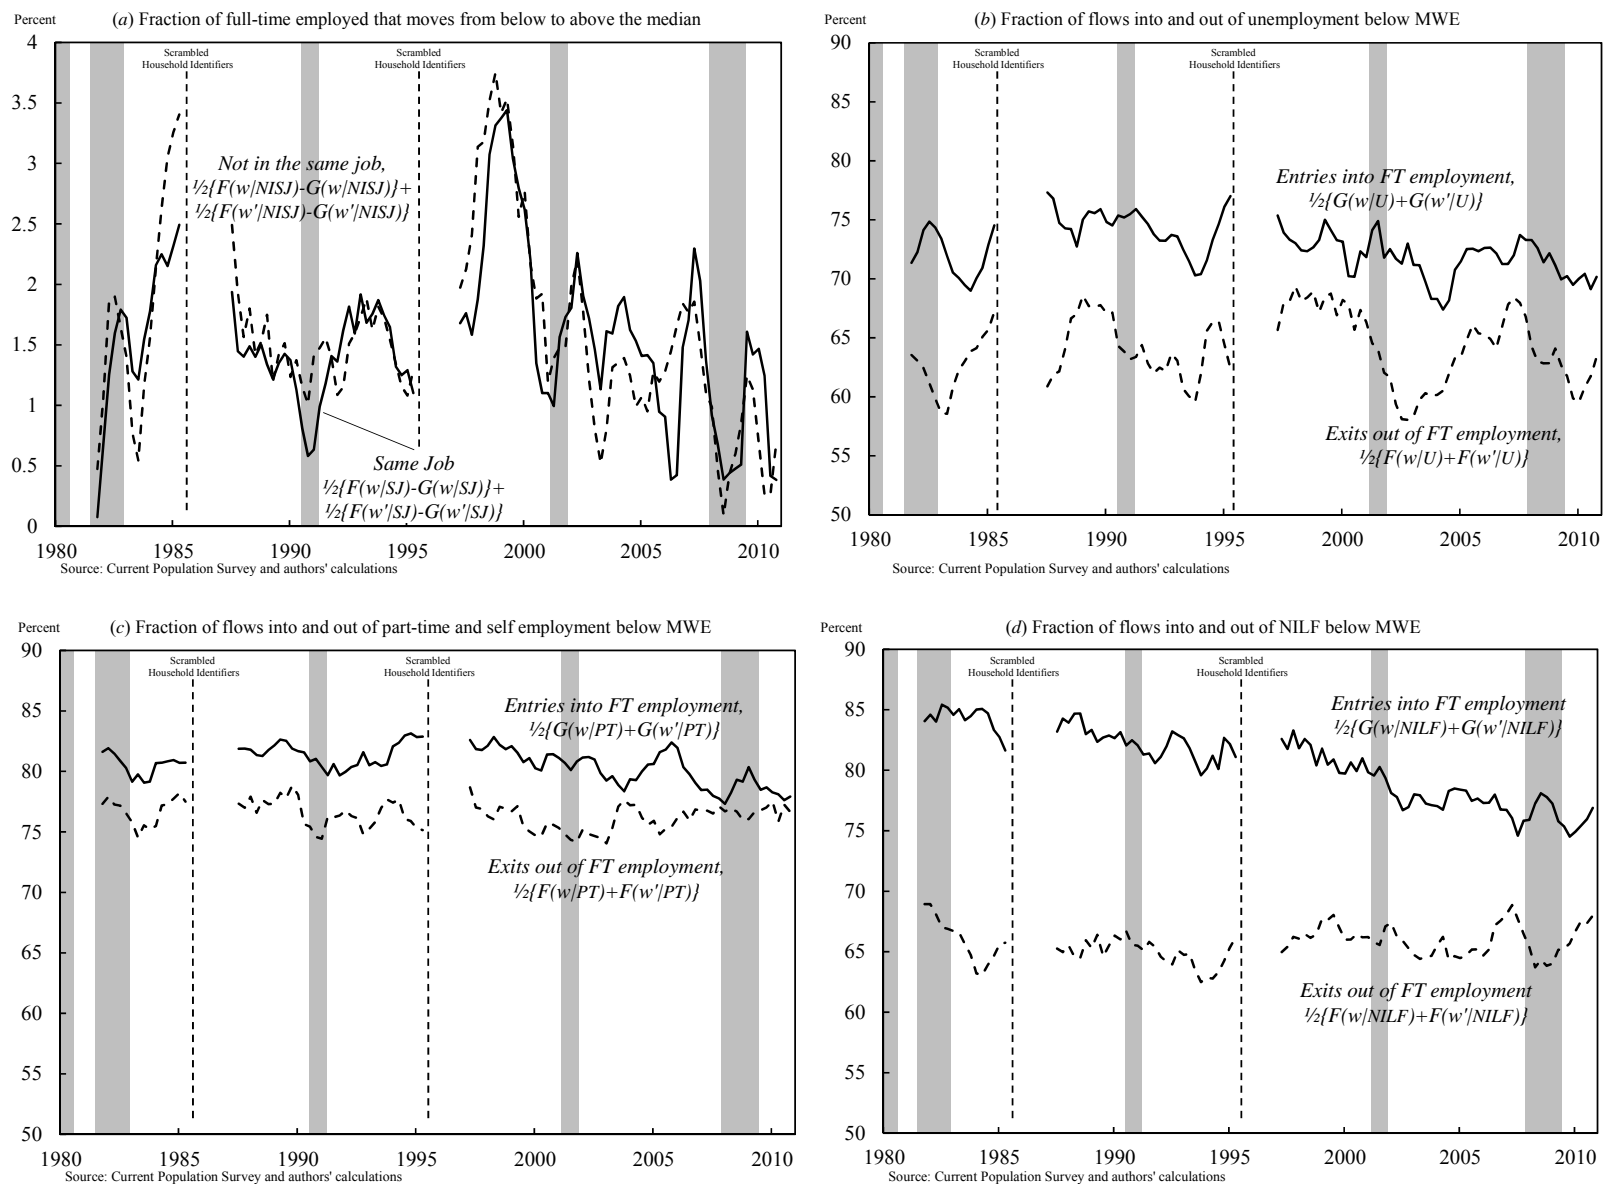 Percent
(a) Fraction of full-time employed that moves from below to above the median
4
3.5
3
2.5
2
1.5
1
0.5
0
Scrambled
Household Identifiers
Scrambled
Household Identifiers
Not in the same job,
½{F(w|NISJ)-G(w|NISJ)}+
½{F(w'|NISJ)-G(w'|NISJ)}
Same Job
½{F(w|SJ)-G(w|SJ)}+
½{F(w'|SJ)-G(w'|SJ)}
1980 1985 1990 1995 2000 2005 2010
Source: Current Population Survey and authors' calculations
Percent
(b) Fraction of flows into and out of unemployment below MWE
90
85
80
75
70
65
60
55
50
Scrambled
Household Identifiers
Scrambled
Household Identifiers
Entries into FT employment,
½{G(w|U)+G(w'|U)}
Exits out of FT employment,
½{F(w|U)+F(w'|U)}
1980 1985 1990 1995 2000 2005 2010
Source: Current Population Survey and authors' calculations
Percent
(c) Fraction of flows into and out of part-time and self employment below MWE
90
85
80
75
70
65
60
55
50
Scrambled
Household Identifiers
Scrambled
Household Identifiers
Entries into FT employment,
½{G(w|PT)+G(w'|PT)}
Exits out of FT employment,
½{F(w|PT)+F(w'|PT)}
1980 1985 1990 1995 2000 2005 2010
Source: Current Population Survey and authors' calculations
Percent
(d) Fraction of flows into and out of NILF below MWE
90
85
80
75
70
65
60
55
50
Scrambled
Household Identifiers
Scrambled
Household Identifiers
Entries into FT employment
½{G(w|NILF)+G(w'|NILF)}
Exits out of FT employment
½{F(w|NILF)+F(w'|NILF)}
1980 1985 1990 1995 2000 2005 2010
Source: Current Population Survey and authors' calculations